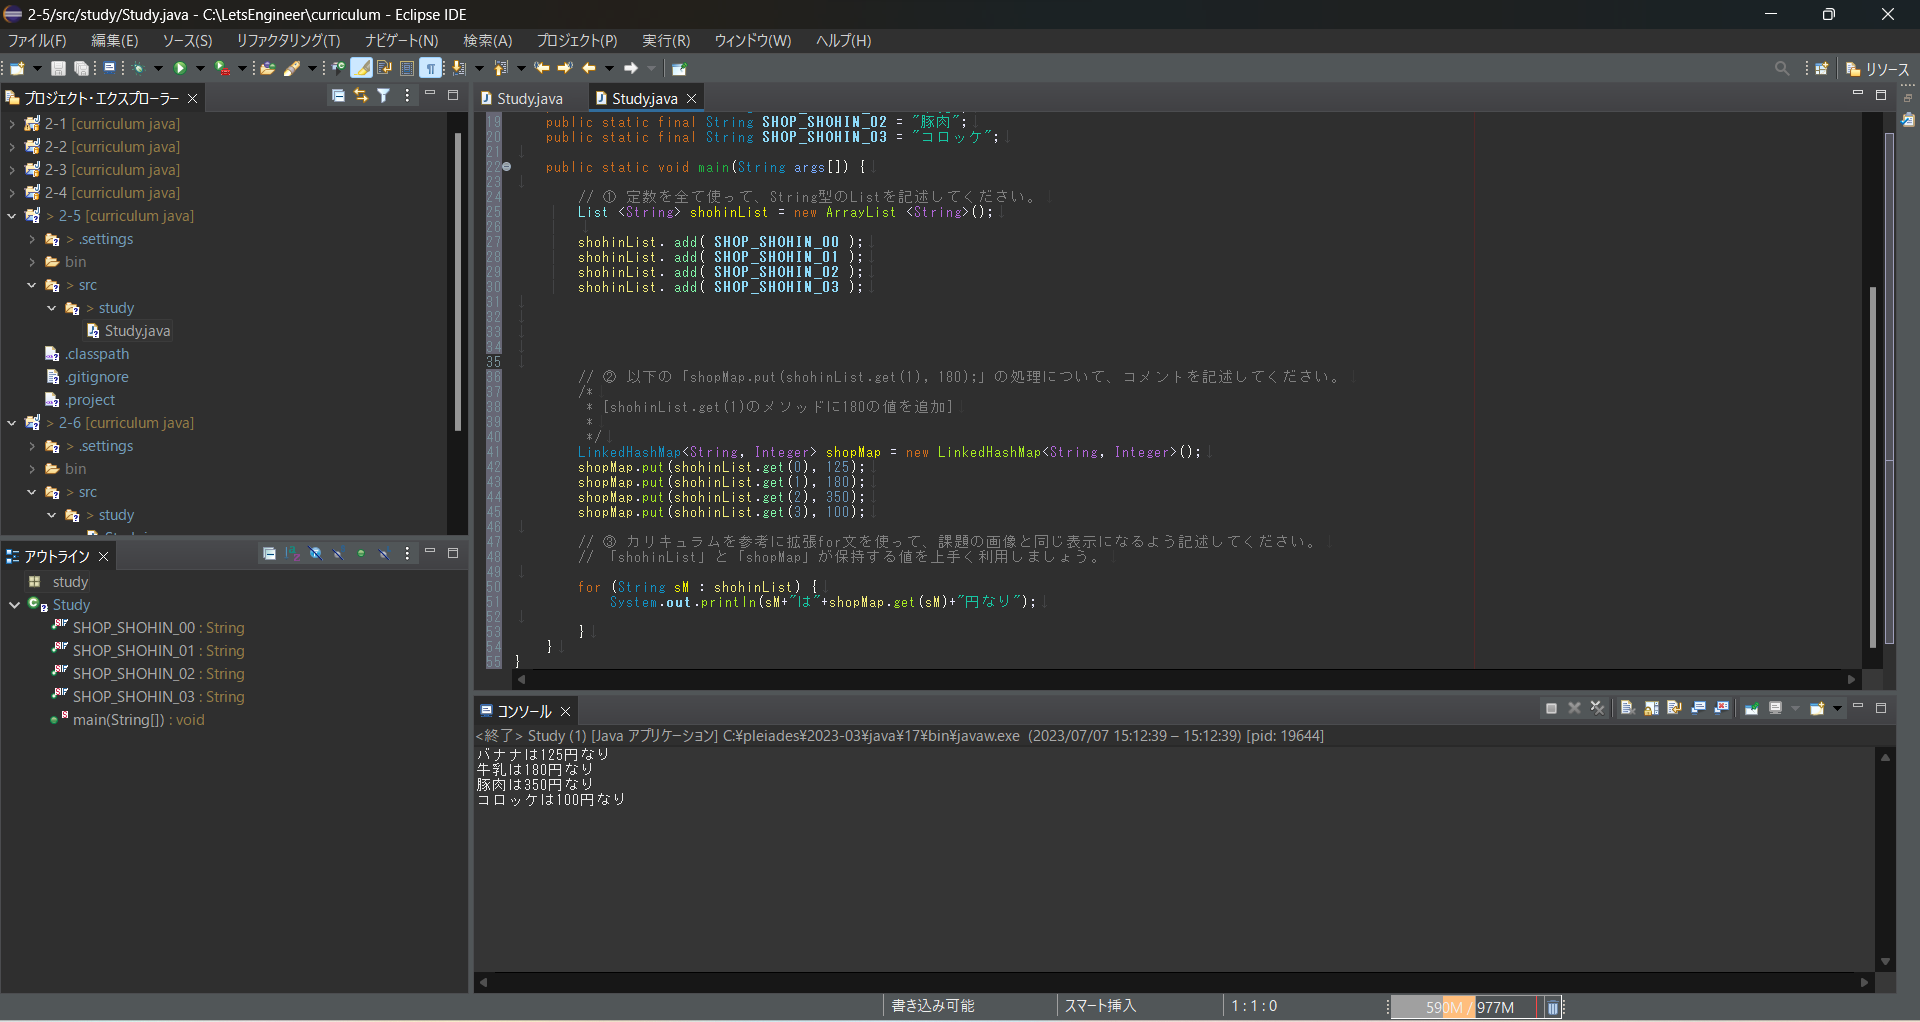 2-5/src/study/Study.java - C:\LetsEngineer\curriculum - Eclipse IDE
ファイル(F) 編集(E) ソース(S) リファクタリング(T) ナビゲート(N) 検索(A) プロジェクト(P) 実行(R) ウィンドウ(W) ヘルプ(H)
リソース
プロジェクト・エクスプローラー
2-1 [curriculum java]
2-2 [curriculum java]
2-3 [curriculum java]
2-4 [curriculum java]
> 2-5 [curriculum java]
> .settings
bin
> src
> study
Study.java
.classpath
.gitignore
.project
> 2-6 [curriculum java]
> .settings
bin
> src
> study
アウトライン
study
Study
SHOP_SHOHIN_00 : String
SHOP_SHOHIN_01 : String
SHOP_SHOHIN_02 : String
SHOP_SHOHIN_03 : String
main(String[]) : void
Study.java Study.java
19 public static final String SHOP_SHOHIN_02 = "豚肉";
20 public static final String SHOP_SHOHIN_03 = "コロッケ";
21
22 public static void main(String args[]) {
23
24 // ① 定数を全て使って、String型のListを記述してください。
25 List <String> shohinList = new ArrayList <String>();
26
27 shohinList. add( SHOP_SHOHIN_00 );
28 shohinList. add( SHOP_SHOHIN_01 );
29 shohinList. add( SHOP_SHOHIN_02 );
30 shohinList. add( SHOP_SHOHIN_03 );
31
32
33
34
35
36 // ② 以下の「shopMap.put(shohinList.get(1), 180);」の処理について、コメントを記述してください。
37 /*
38 * [shohinList.get(1)のメソッドに180の値を追加]
39 *
40 */
41 LinkedHashMap<String, Integer> shopMap = new LinkedHashMap<String, Integer>();
42 shopMap.put(shohinList.get(0), 125);
43 shopMap.put(shohinList.get(1), 180);
44 shopMap.put(shohinList.get(2), 350);
45 shopMap.put(shohinList.get(3), 100);
46
47 // ③ カリキュラムを参考に拡張for文を使って、課題の画像と同じ表示になるよう記述してください。
48 // 「shohinList」と「shopMap」が保持する値を上手く利用しましょう。
49
50 for (String sM : shohinList) {
51 System.out.println(sM+"は"+shopMap.get(sM)+"円なり");
52
53 }
54 }
55 }
コンソール
<終了> Study (1) [Java アプリケーション] C:¥pleiades¥2023-03¥java¥17¥bin¥javaw.exe (2023/07/07 15:12:39 – 15:12:39) [pid: 19644]
バナナは125円なり
牛乳は180円なり
豚肉は350円なり
コロッケは100円なり
書き込み可能 スマート挿入 1 : 1 : 0 590M / 977M